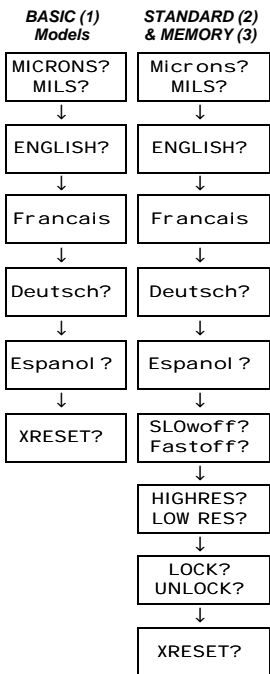 BASIC (1)
Models
MICRONS?
MILS?
↓
ENGLISH?
↓
Francais
↓
Deutsch?
↓
Espanol?
↓
XRESET?
STANDARD (2)
& MEMORY (3)
Microns?
MILS?
↓
ENGLISH?
↓
Francais
↓
Deutsch?
↓
Espanol?
↓
SLOwoff?
Fastoff?
↓
HIGHRES?
LOW RES?
↓
LOCK?
UNLOCK?
↓
XRESET?